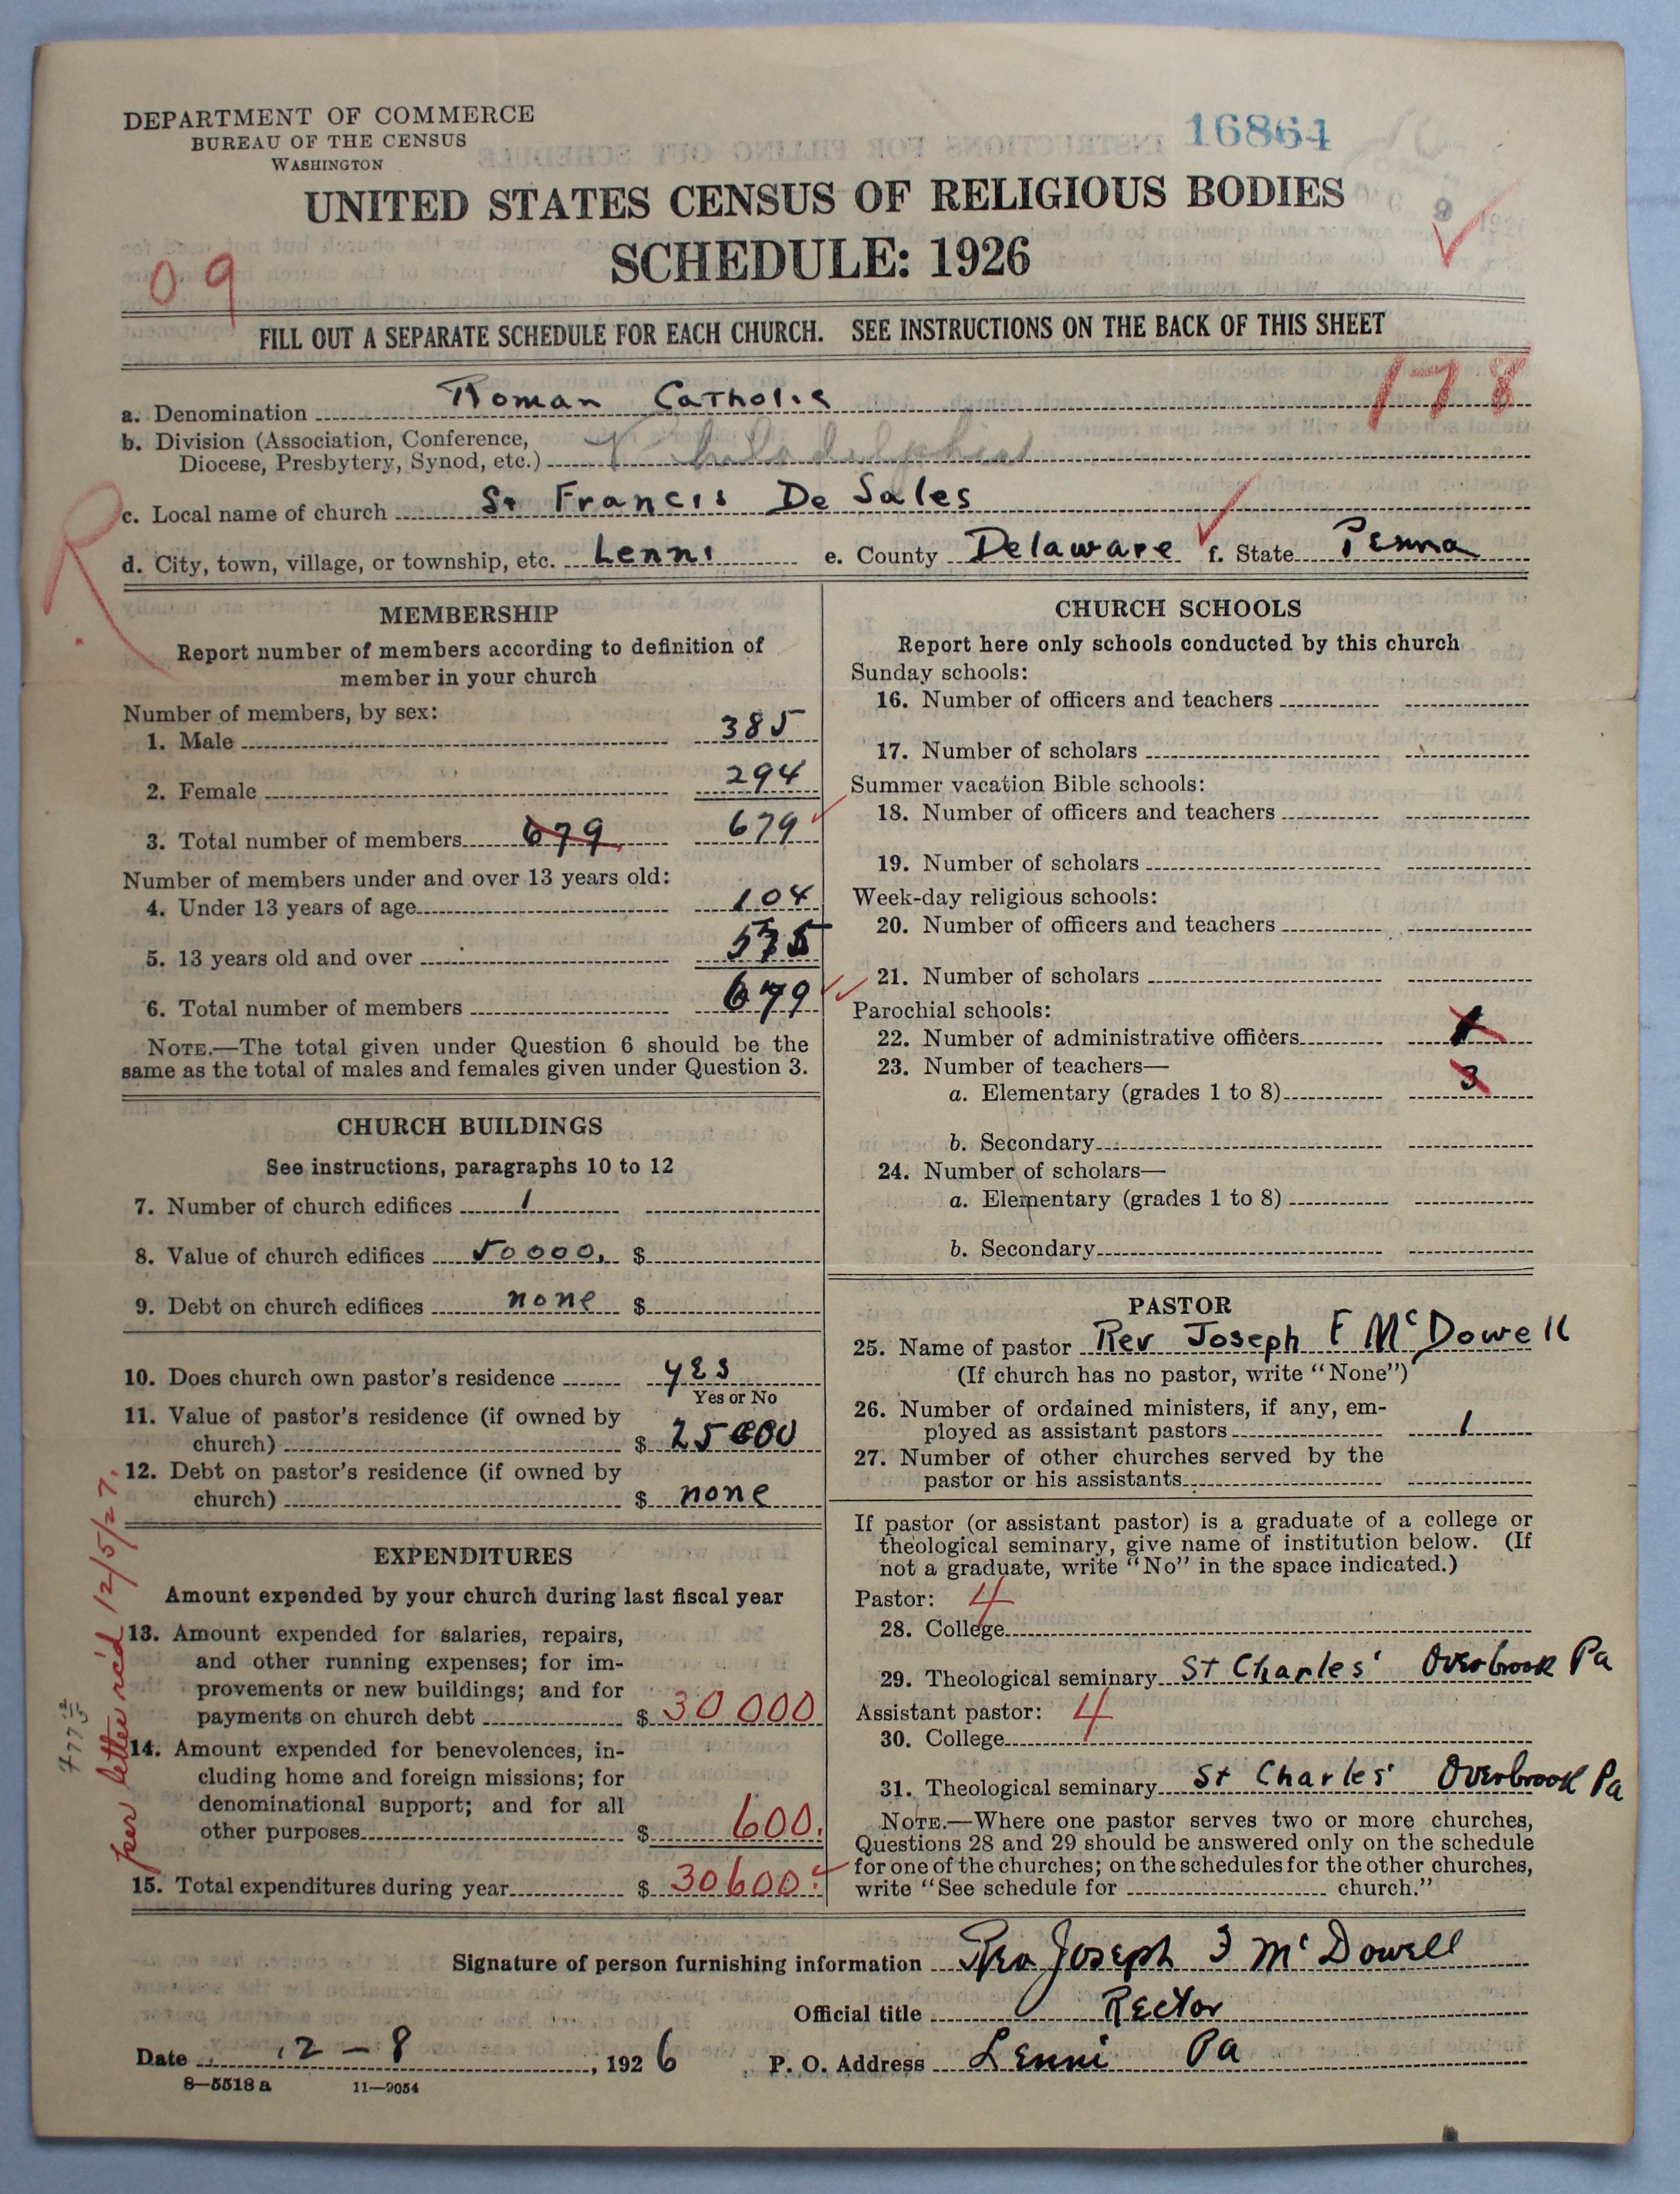 DEPARTMENT OF COMMERCE
BUREAU OF THE CENSUS
WASHINGTON
16864
UNITED STATES CENSUS OF RELIGIOUS BODIES
SCHEDULE: 1926
09
FILL OUT A SEPARATE SCHEDULE FOR EACH CHURCH. SEE INSTRUCTIONS ON THE BACK OF THIS SHEET
178
a. Denomination Roman Catholic
b. Division (Association, Conference,
Diocese, Presbytery, Synod, etc.) Philadelphia
c. Local name of church St Francis De Sales
d. City, town, village, or township, etc. Lenni e. County Delaware f. State Penna
R
MEMBERSHIP
Report number of members according to definition of
member in your church
Number of members, by sex:
1. Male 385
2. Female 294
3. Total number of members 679 679
Number of members under and over 13 years old:
4. Under 13 years of age 104
5. 13 years old and over 575
6. Total number of members 679
NOTE.—The total given under Question 6 should be the
same as the total of males and females given under Question 3.
CHURCH BUILDINGS
See instructions, paragraphs 10 to 12
7. Number of church edifices 1
8. Value of church edifices 50000. $
9. Debt on church edifices none $
10. Does church own pastor's residence yes
Yes or No
11. Value of pastor's residence (if owned by
church) $ 25000
12. Debt on pastor's residence (if owned by
church) $ none
EXPENDITURES
Amount expended by your church during last fiscal year
13. Amount expended for salaries, repairs,
and other running expenses; for im-
provements or new buildings; and for
payments on church debt $ 30000
14. Amount expended for benevolences, in-
cluding home and foreign missions; for
denominational support; and for all
other purposes $ 600.
15. Total expenditures during year $ 30600.
per letter rec'd 12/5/27.
CHURCH SCHOOLS
Report here only schools conducted by this church
Sunday schools:
16. Number of officers and teachers
17. Number of scholars
Summer vacation Bible schools:
18. Number of officers and teachers
19. Number of scholars
Week-day religious schools:
20. Number of officers and teachers
21. Number of scholars
Parochial schools:
22. Number of administrative officers 1
23. Number of teachers—
a. Elementary (grades 1 to 8) 3
b. Secondary
24. Number of scholars—
a. Elementary (grades 1 to 8)
b. Secondary
PASTOR
25. Name of pastor Rev Joseph F McDowell
(If church has no pastor, write "None")
26. Number of ordained ministers, if any, em-
ployed as assistant pastors 1
27. Number of other churches served by the
pastor or his assistants
If pastor (or assistant pastor) is a graduate of a college or
theological seminary, give name of institution below. (If
not a graduate, write "No" in the space indicated.)
Pastor: 4
28. College
29. Theological seminary St Charles' Overbrook Pa
Assistant pastor: 4
30. College
31. Theological seminary St Charles' Overbrook Pa
NOTE.—Where one pastor serves two or more churches,
Questions 28 and 29 should be answered only on the schedule
for one of the churches; on the schedules for the other churches,
write "See schedule for church."
Signature of person furnishing information Rev Joseph F McDowell
Official title Rector
Date 12-8, 1926 P. O. Address Lenni Pa
8—5518 a 11—9054